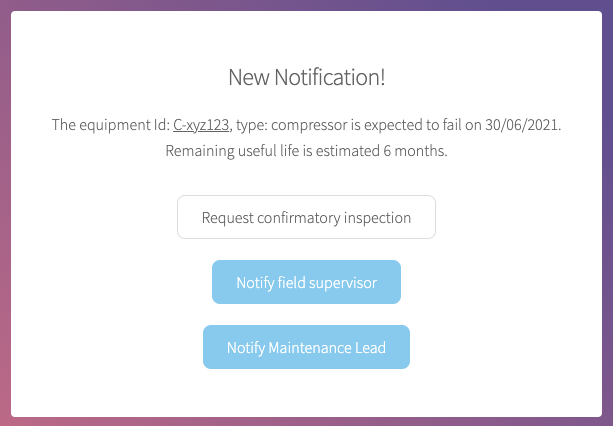 New Notification!
The equipment Id: C-xyz123, type: compressor is expected to fail on 30/06/2021.
Remaining useful life is estimated 6 months.
Request confirmatory inspection
Notify field supervisor
Notify Maintenance Lead